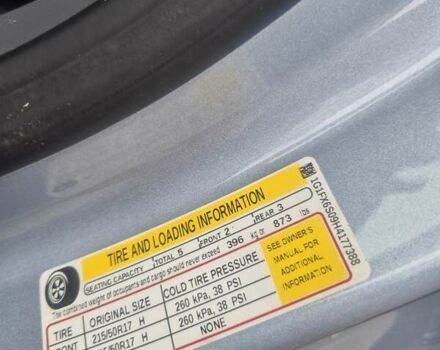 1G1FX6S09H4177388
TIRE AND LOADING INFORMATION
SEATING CAPACITY TOTAL 5 FRONT 2 REAR 3
The combined weight of occupants and cargo should never exceed 396 kg or 873 lbs
TIRE ORIGINAL SIZE COLD TIRE PRESSURE
215/50R17 H 260 kPa, 38 PSI
/50R17 H 260 kPa, 38 PSI
NONE
SEE OWNER'S
MANUAL FOR
ADDITIONAL
INFORMATION